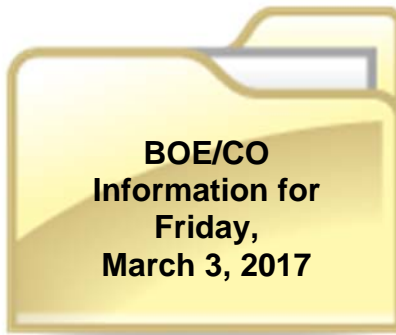 BOE/CO
Information for
Friday,
March 3, 2017